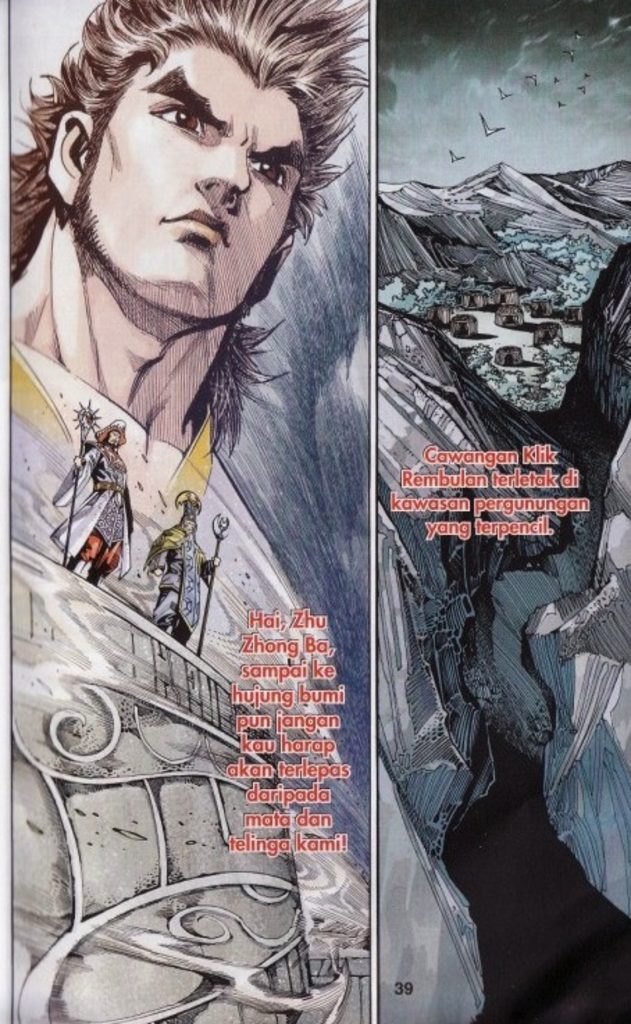 Hai, Zhu
Zhong Ba,
sampai ke
hujung bumi
pun jangan
kau harap
akan terlepas
daripada
mata dan
telinga kami!
Cawangan Klik
Rembulan terletak di
kawasan pergunungan
yang terpencil.
39